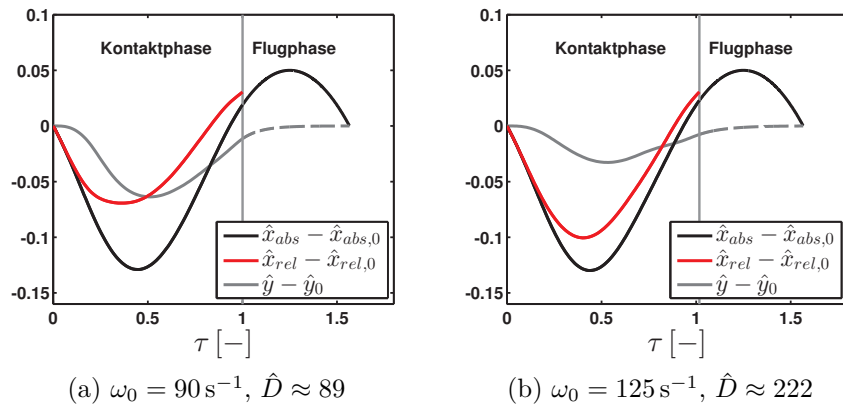 0.1
0.05
0
-0.05
-0.1
-0.15
Kontaktphase
Flugphase
x̂_abs − x̂_abs,0
x̂_rel − x̂_rel,0
ŷ − ŷ_0
0 0.5 1 1.5
τ [−]
(a) ω_0 = 90 s^−1, D̂ ≈ 89
0.1
0.05
0
-0.05
-0.1
-0.15
Kontaktphase
Flugphase
x̂_abs − x̂_abs,0
x̂_rel − x̂_rel,0
ŷ − ŷ_0
0 0.5 1 1.5
τ [−]
(b) ω_0 = 125 s^−1, D̂ ≈ 222